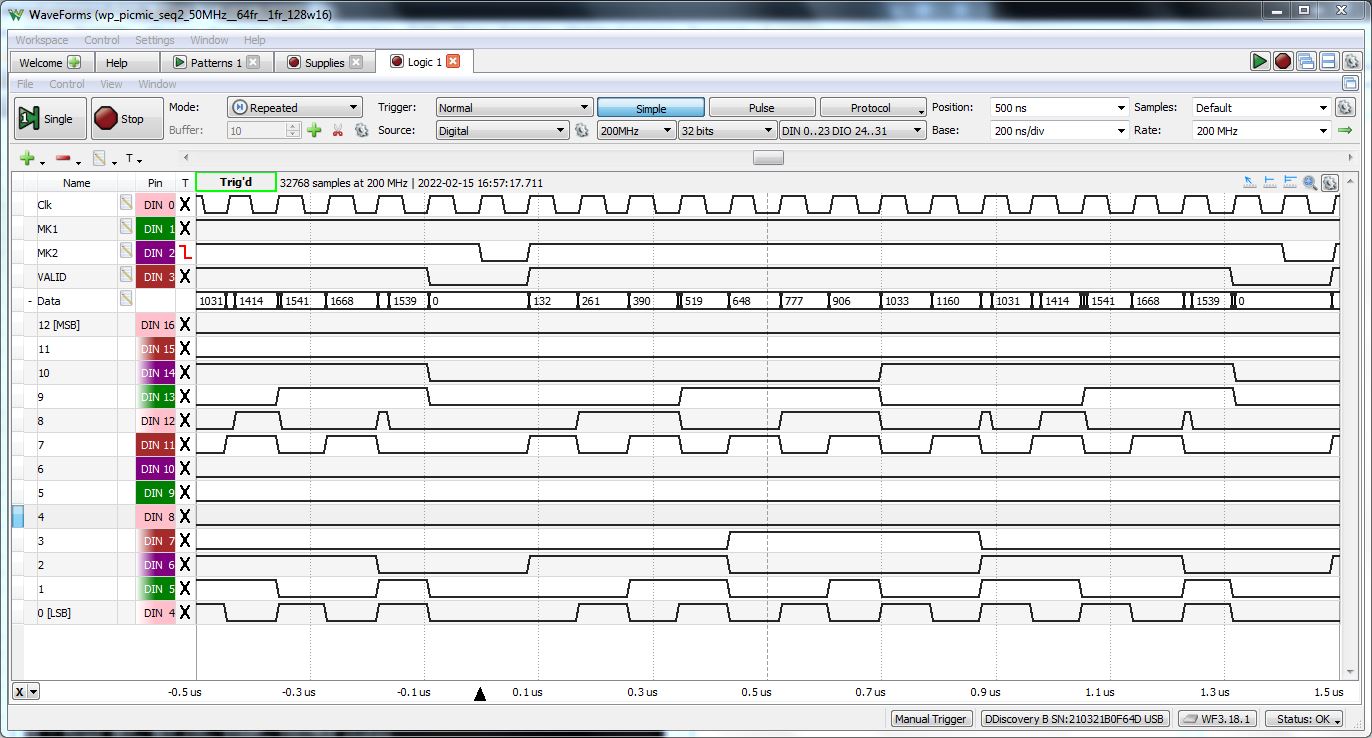 WaveForms (wp_picmic_seq2_50MHz__64fr__1fr_128w16)
Workspace Control Settings Window Help
Welcome Help Patterns 1 Supplies Logic 1
File Control View Window
Single Stop Mode: Repeated Trigger: Normal Simple Pulse Protocol Position: 500 ns Samples: Default
Buffer: 10 Source: Digital 200MHz 32 bits DIN 0..23 DIO 24..31 Base: 200 ns/div Rate: 200 MHz
T
Name Pin T Trig'd 32768 samples at 200 MHz | 2022-02-15 16:57:17.711
Clk DIN 0 X
MK1 DIN 1 X
MK2 DIN 2
VALID DIN 3 X
- Data 1031 1414 1541 1668 1539 0 132 261 390 519 648 777 906 1033 1160 1031 1414 1541 1668 1539 0
12 [MSB] DIN 16 X
11 DIN 15 X
10 DIN 14 X
9 DIN 13 X
8 DIN 12 X
7 DIN 11 X
6 DIN 10 X
5 DIN 9 X
4 DIN 8 X
3 DIN 7 X
2 DIN 6 X
1 DIN 5 X
0 [LSB] DIN 4 X
X -0.5 us -0.3 us -0.1 us 0.1 us 0.3 us 0.5 us 0.7 us 0.9 us 1.1 us 1.3 us 1.5 us
Manual Trigger DDiscovery B SN:210321B0F64D USB WF3.18.1 Status: OK